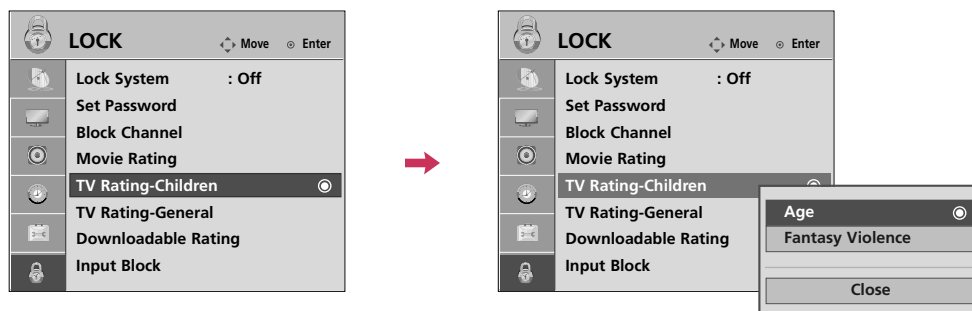 LOCK
Move
Enter
Lock System : Off
Set Password
Block Channel
Movie Rating
TV Rating-Children
TV Rating-General
Downloadable Rating
Input Block
LOCK
Move
Enter
Lock System : Off
Set Password
Block Channel
Movie Rating
TV Rating-Children
TV Rating-General
Downloadable Rating
Input Block
Age
Fantasy Violence
Close